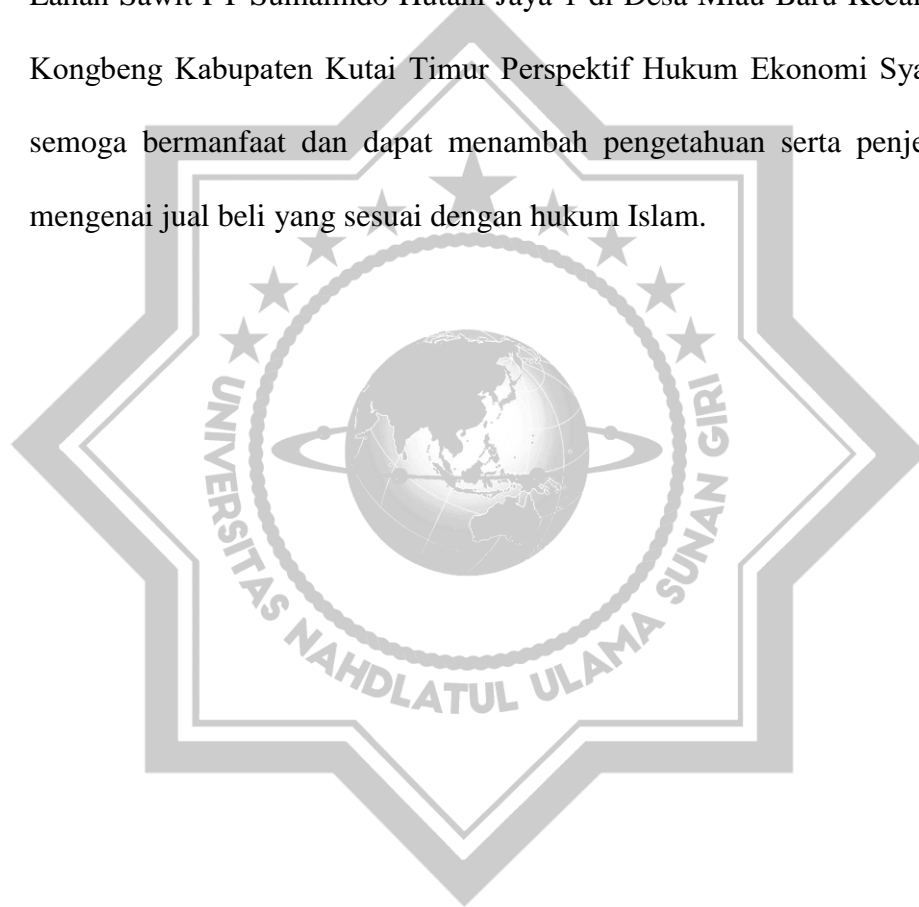 Lahan Sawit PT Sumalindo Hutani Jaya 1 di Desa Miau Baru
Kongbeng Kabupaten Kutai Timur Perspektif Hukum Ekonomi Sya
semoga bermanfaat dan dapat menambah pengetahuan serta penje
mengenai jual beli yang sesuai dengan hukum Islam.
UNIVERSITAS NAHDLATUL ULAMA SUNAN GIRI